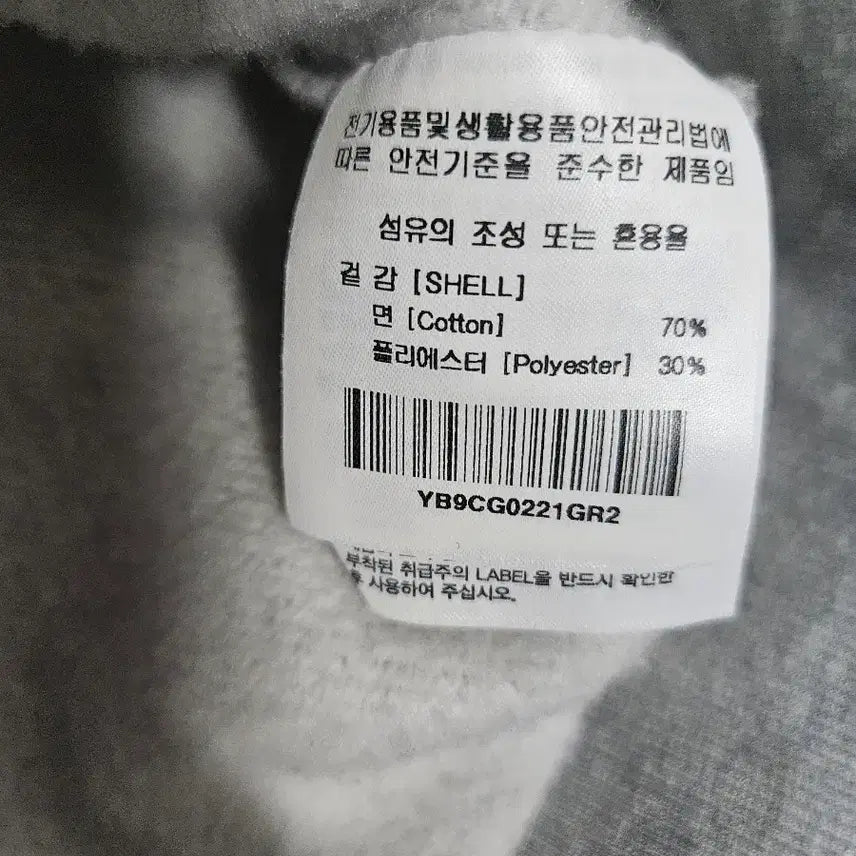 전기용품및생활용품안전관리법에
따른 안전기준을 준수한 제품임
섬유의 조성 또는 혼용율
겉 감 [SHELL]
면 [Cotton] 70%
폴리에스터 [Polyester] 30%
YB9CG0221GR2
부착된 취급주의 LABEL을 반드시 확인한
후 사용하여 주십시오.